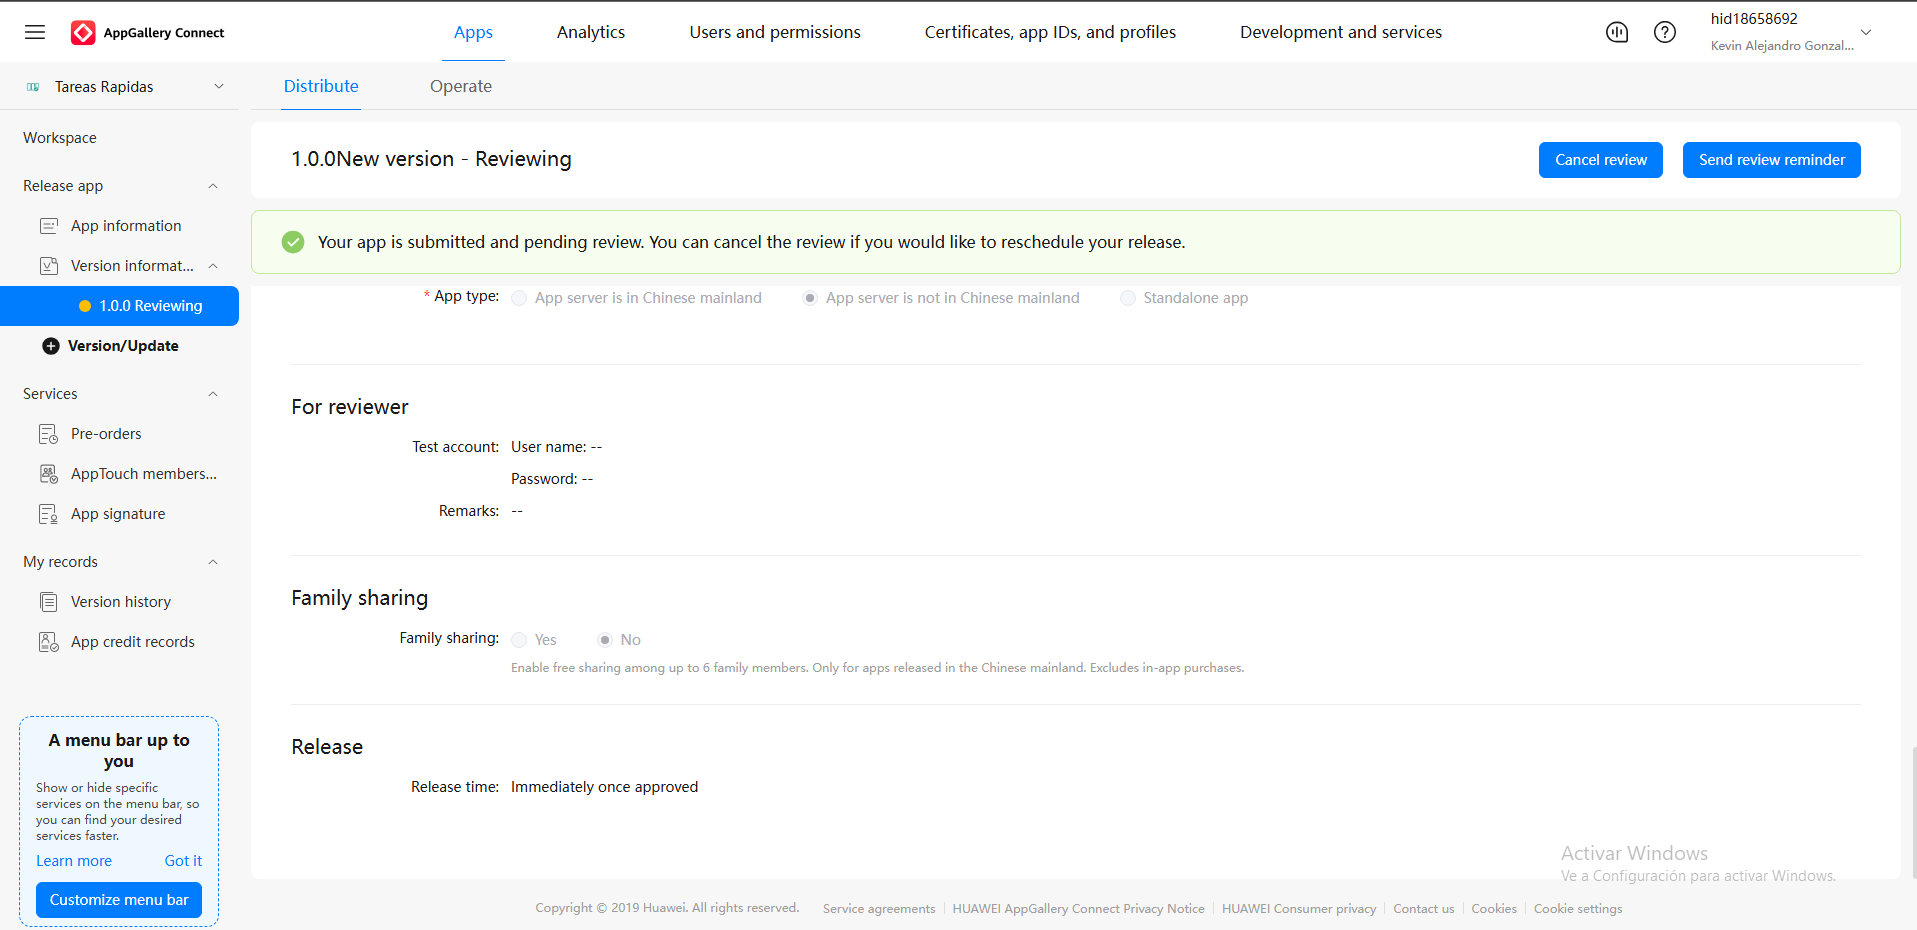 AppGallery Connect
Apps
Analytics
Users and permissions
Certificates, app IDs, and profiles
Development and services
hid18658692
Kevin Alejandro Gonzal...
Tareas Rapidas
Distribute
Operate
Workspace
Release app
App information
Version informat...
1.0.0 Reviewing
Version/Update
Services
Pre-orders
AppTouch members...
App signature
My records
Version history
App credit records
A menu bar up to
you
Show or hide specific
services on the menu bar, so
you can find your desired
services faster.
Learn more
Got it
Customize menu bar
1.0.0New version - Reviewing
Cancel review
Send review reminder
Your app is submitted and pending review. You can cancel the review if you would like to reschedule your release.
* App type: App server is in Chinese mainland App server is not in Chinese mainland Standalone app
For reviewer
Test account: User name: --
Password: --
Remarks: --
Family sharing
Family sharing: Yes No
Enable free sharing among up to 6 family members. Only for apps released in the Chinese mainland. Excludes in-app purchases.
Release
Release time: Immediately once approved
Activar Windows
Ve a Configuración para activar Windows.
Copyright © 2019 Huawei. All rights reserved. Service agreements HUAWEI AppGallery Connect Privacy Notice HUAWEI Consumer privacy Contact us Cookies Cookie settings